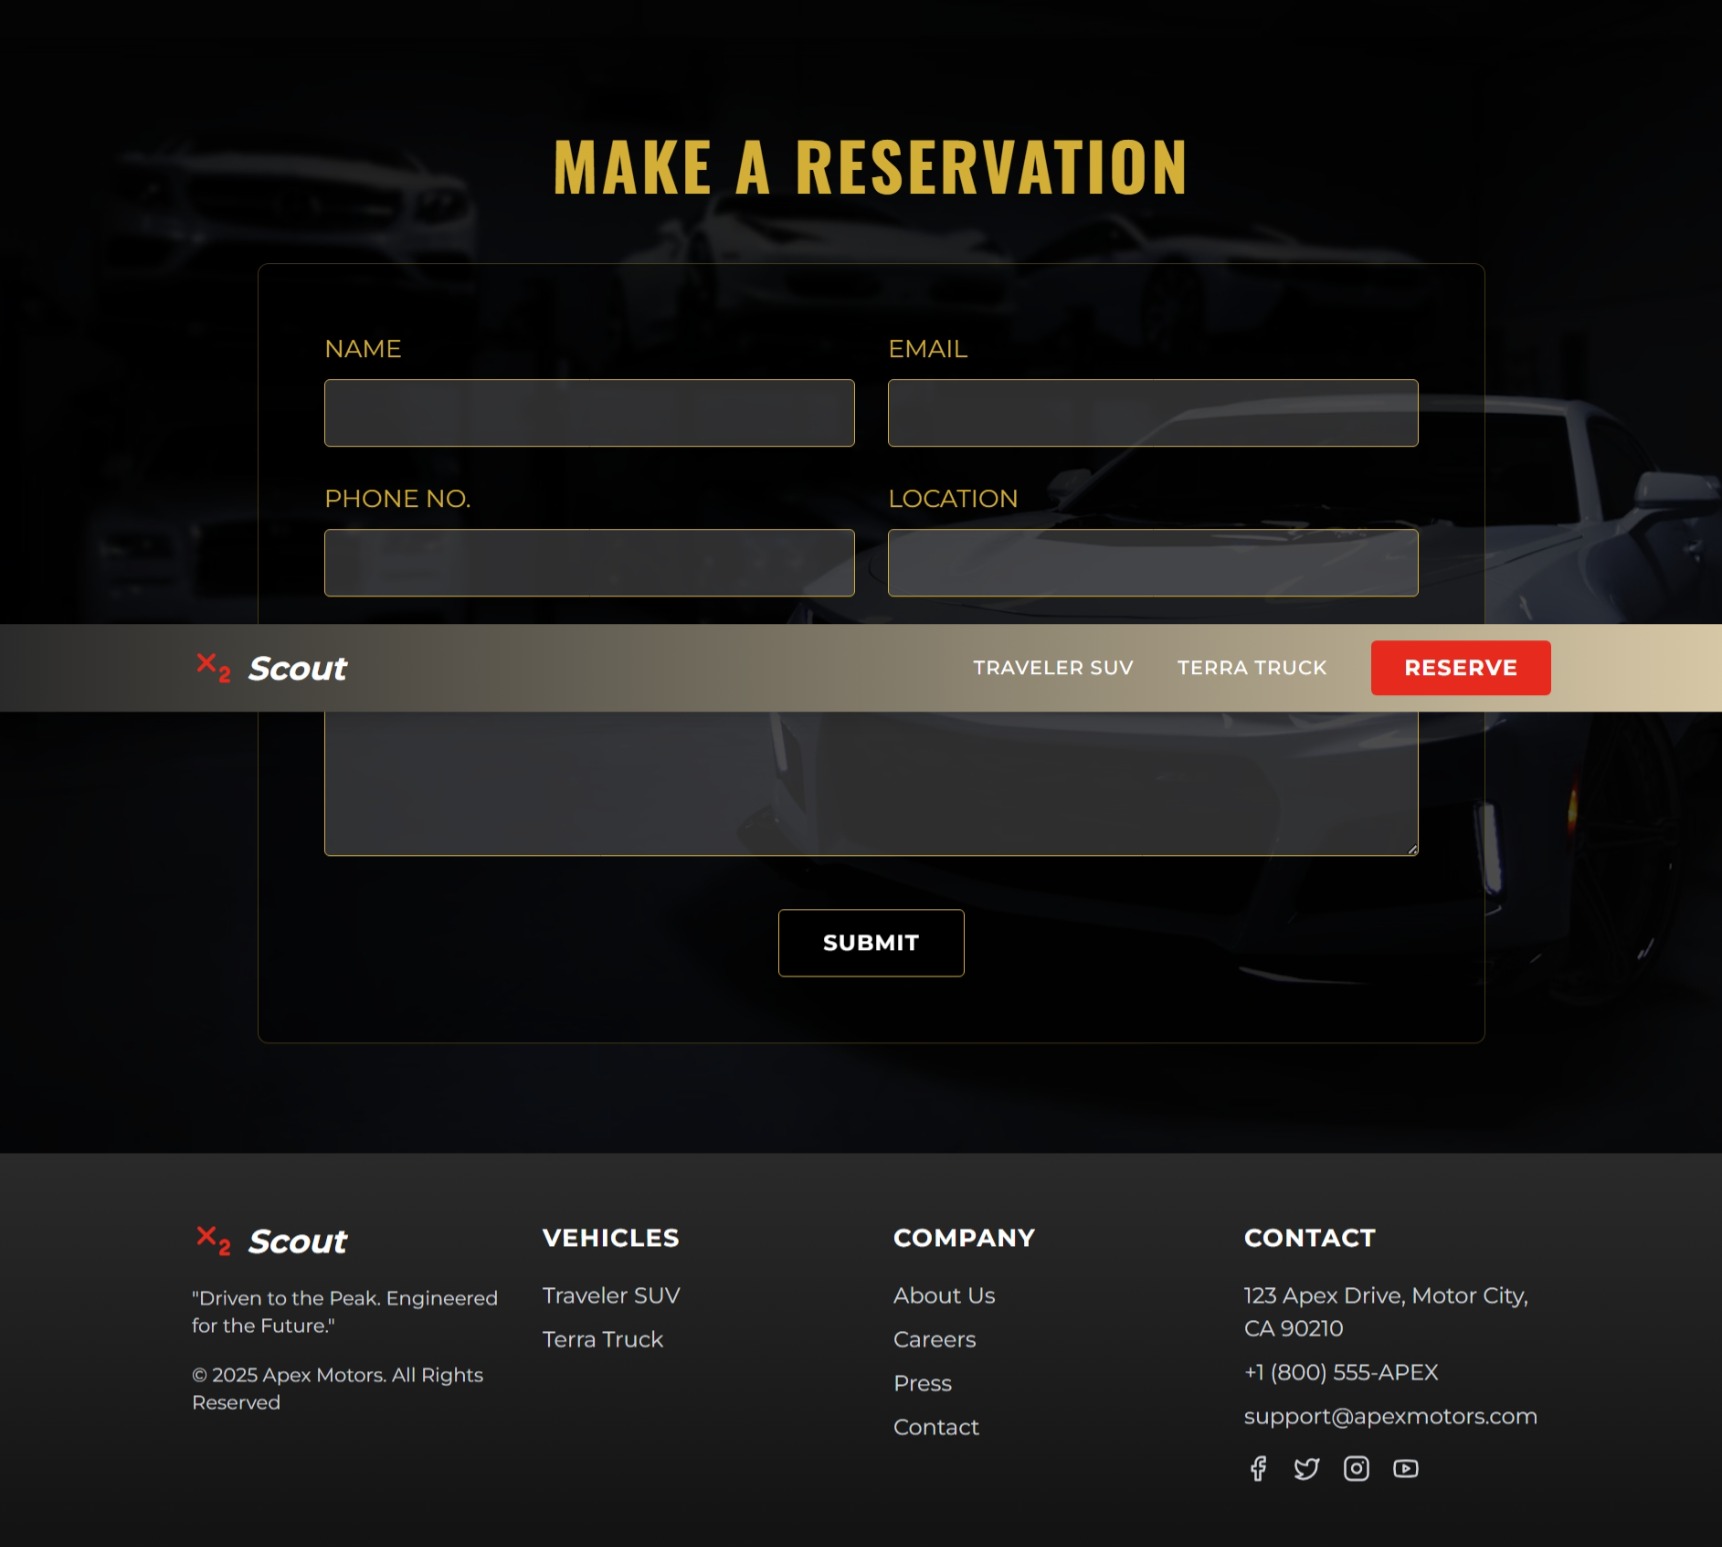 MAKE A RESERVATION
NAME
EMAIL
PHONE NO.
LOCATION
X2 Scout
TRAVELER SUV
TERRA TRUCK
RESERVE
SUBMIT
X2 Scout
"Driven to the Peak. Engineered
for the Future."
© 2025 Apex Motors. All Rights
Reserved
VEHICLES
Traveler SUV
Terra Truck
COMPANY
About Us
Careers
Press
Contact
CONTACT
123 Apex Drive, Motor City,
CA 90210
+1 (800) 555-APEX
support@apexmotors.com